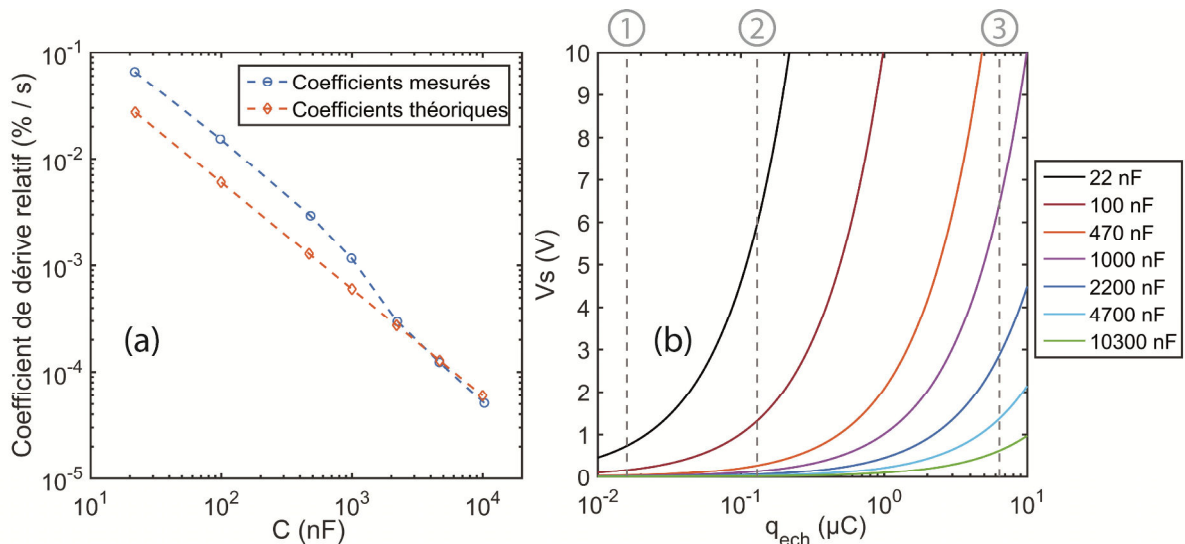 1 2 3
10^-1
10^-2
10^-3
10^-4
10^-5
Coefficient de dérive relatif (% / s)
Coefficients mesurés
Coefficients théoriques
(a)
10^1 10^2 10^3 10^4
C (nF)
10
9
8
7
6
5
4
3
2
1
0
Vs (V)
(b)
10^-2 10^-1 10^0 10^1
q_ech (µC)
22 nF
100 nF
470 nF
1000 nF
2200 nF
4700 nF
10300 nF